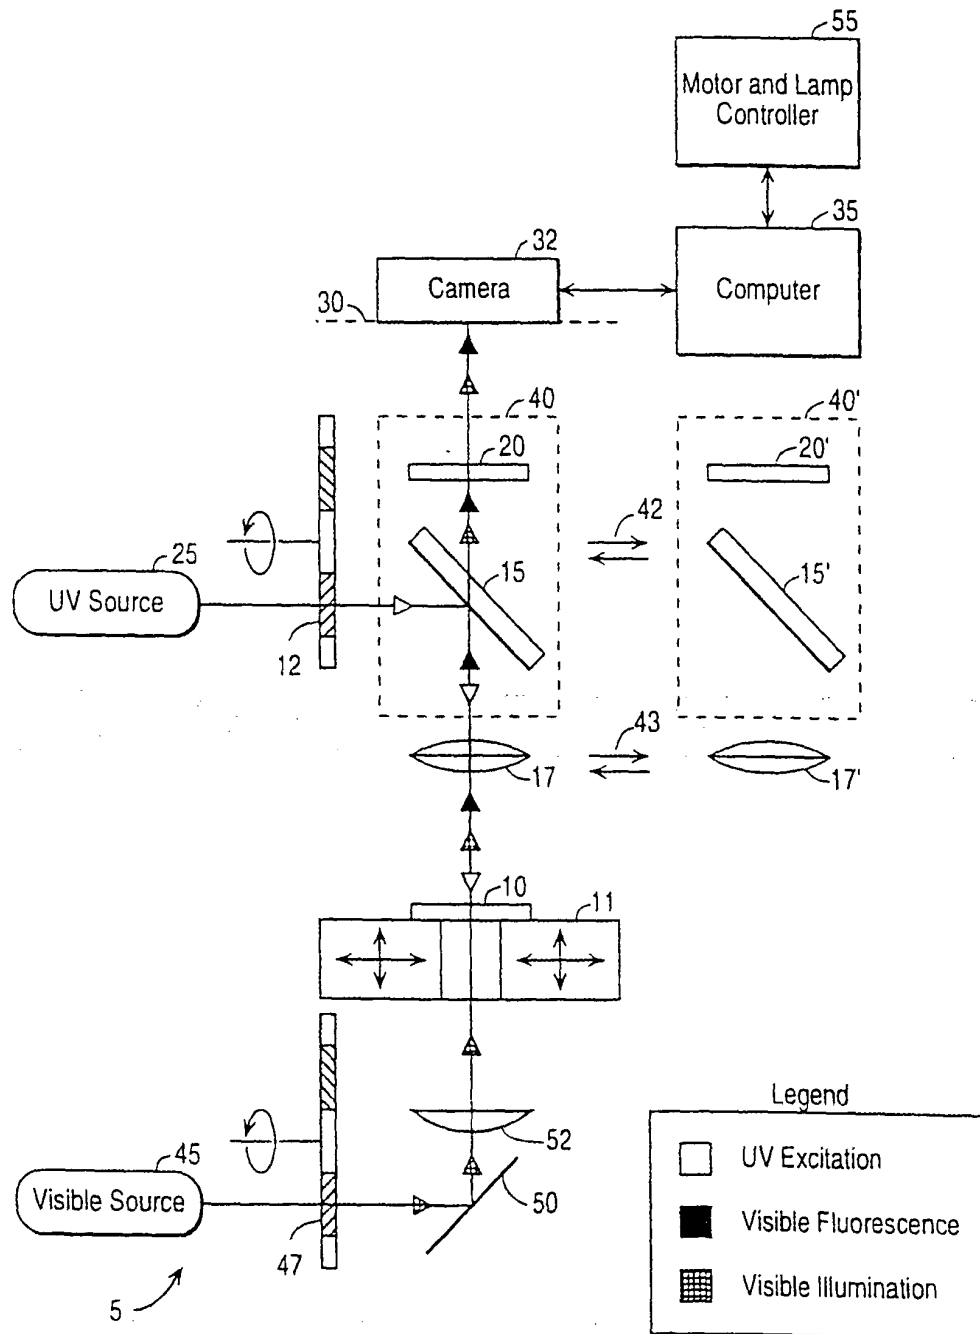 55
Motor and Lamp
Controller
35
Computer
32
Camera
30
40
40'
20
20'
42
15
15'
25
UV Source
12
43
17
17'
10
11
52
45
Visible Source
50
47
5
Legend
UV Excitation
Visible Fluorescence
Visible Illumination